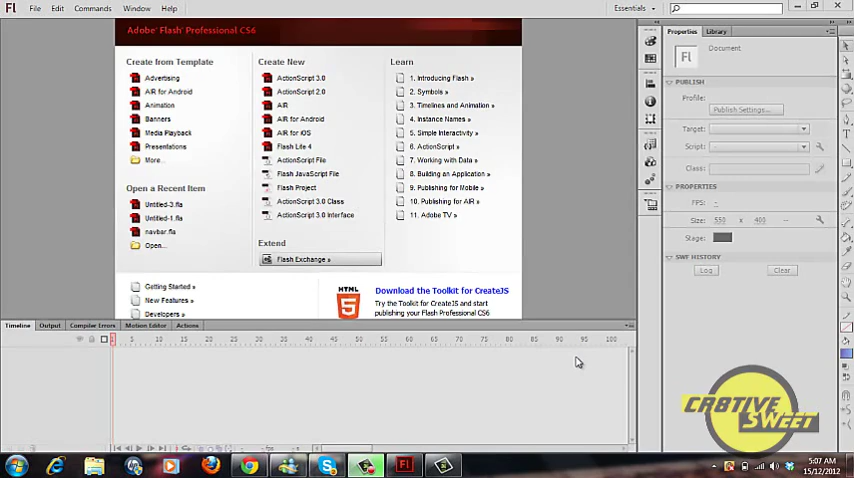 Fl File Edit Commands Window Help Essentials
Adobe® Flash® Professional CS6
Properties Library
Create from Template
Advertising
AIR for Android
Animation
Banners
Media Playback
Presentations
More...
Open a Recent Item
Untitled-3.fla
Untitled-1.fla
navbar.fla
Open...
Create New
ActionScript 3.0
ActionScript 2.0
AIR
AIR for Android
AIR for iOS
Flash Lite 4
ActionScript File
Flash JavaScript File
Flash Project
ActionScript 3.0 Class
ActionScript 3.0 Interface
Extend
Flash Exchange »
Learn
1. Introducing Flash »
2. Symbols »
3. Timelines and Animation »
4. Instance Names »
5. Simple Interactivity »
6. ActionScript »
7. Working with Data »
8. Building an Application »
9. Publishing for Mobile »
10. Publishing for AIR »
11. Adobe TV »
Getting Started »
New Features »
Developers »
HTML
5
Download the Toolkit for CreateJS
Try the Toolkit for CreateJS and start
publishing your Flash Professional CS6
Fl Document
PUBLISH
Profile:
Publish Settings...
Target:
Script: -
Class:
PROPERTIES
FPS: -
Size: 550 x 400 --
Stage:
SWF HISTORY
Log Clear
Timeline Output Compiler Errors Motion Editor Actions
1 5 10 15 20 25 30 35 40 45 50 55 60 65 70 75 80 85 90 95 100
CR8TIVE
SWEET
Fl
5:07 AM
15/12/2012